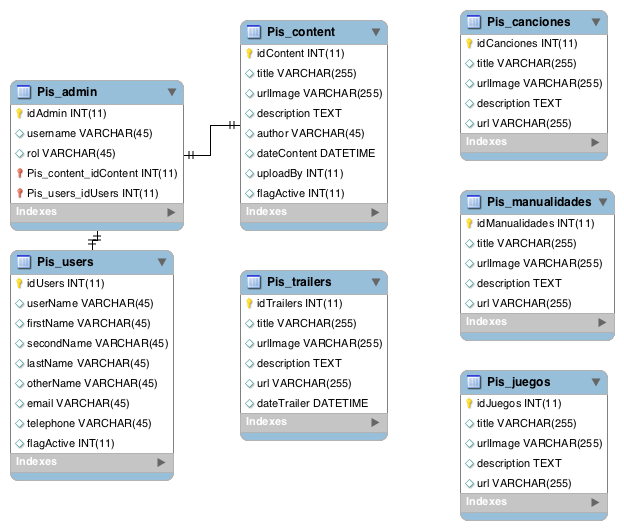 Pis_admin
idAdmin INT(11)
username VARCHAR(45)
rol VARCHAR(45)
Pis_content_idContent INT(11)
Pis_users_idUsers INT(11)
Indexes
Pis_users
idUsers INT(11)
userName VARCHAR(45)
firstName VARCHAR(45)
secondName VARCHAR(45)
lastName VARCHAR(45)
otherName VARCHAR(45)
email VARCHAR(45)
telephone VARCHAR(45)
flagActive INT(11)
Indexes
Pis_content
idContent INT(11)
title VARCHAR(255)
urlImage VARCHAR(255)
description TEXT
author VARCHAR(45)
dateContent DATETIME
uploadBy INT(11)
flagActive INT(11)
Indexes
Pis_trailers
idTrailers INT(11)
title VARCHAR(255)
urlImage VARCHAR(255)
description TEXT
url VARCHAR(255)
dateTrailer DATETIME
Indexes
Pis_canciones
idCanciones INT(11)
title VARCHAR(255)
urlImage VARCHAR(255)
description TEXT
url VARCHAR(255)
Indexes
Pis_manualidades
idManualidades INT(11)
title VARCHAR(255)
urlImage VARCHAR(255)
description TEXT
url VARCHAR(255)
Indexes
Pis_juegos
idJuegos INT(11)
title VARCHAR(255)
urlImage VARCHAR(255)
description TEXT
url VARCHAR(255)
Indexes